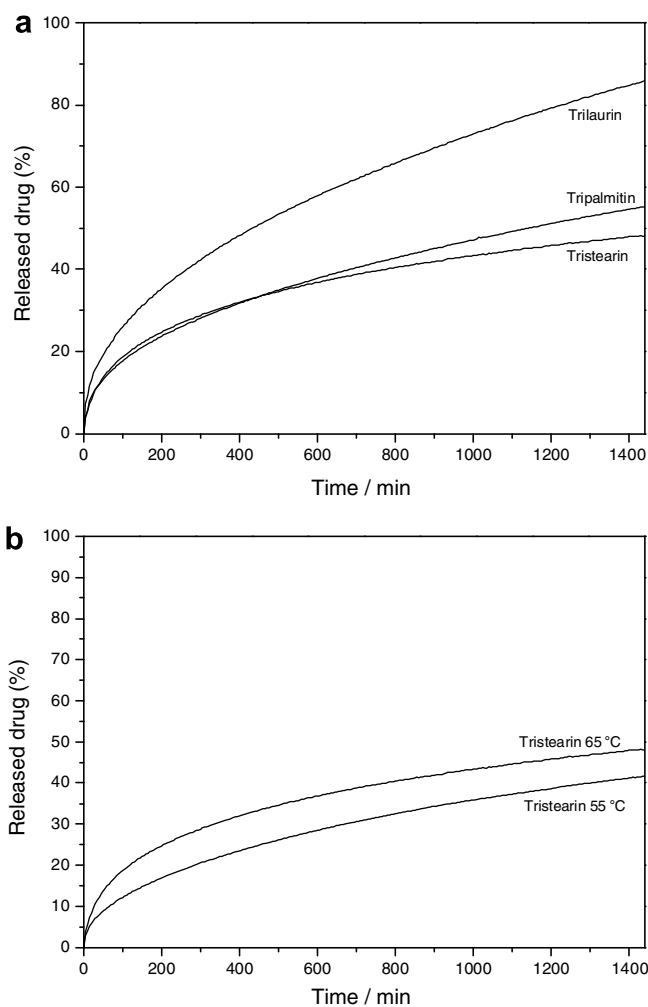 a
100
80
60
40
20
0
Released drug (%)
Trilaurin
Tripalmitin
Tristearin
0 200 400 600 800 1000 1200 1400
Time / min
b
100
90
80
70
60
50
40
30
20
10
0
Released drug (%)
Tristearin 65 °C
Tristearin 55 °C
0 200 400 600 800 1000 1200 1400
Time / min